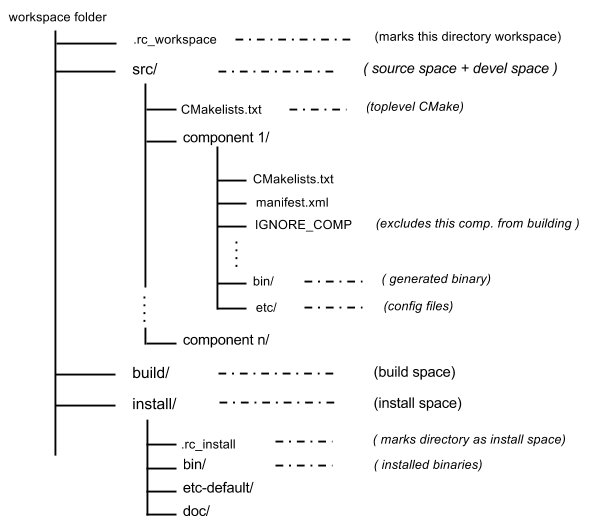 workspace folder
.rc_workspace (marks this directory workspace)
src/ ( source space + devel space )
CMakelists.txt (toplevel CMake)
component 1/
CMakelists.txt
manifest.xml
IGNORE_COMP (excludes this comp. from building )
bin/ ( generated binary)
etc/ (config files)
component n/
build/ (build space)
install/ (install space)
.rc_install ( marks directory as install space)
bin/ ( installed binaries)
etc-default/
doc/